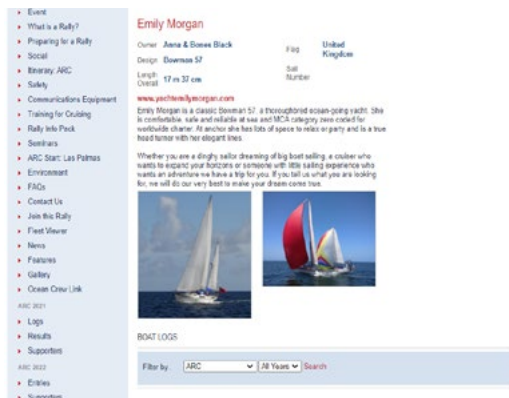 Event
What is a Rally?
Preparing for a Rally
Social
Itinerary: ARC
Safety
Communications Equipment
Training for Cruising
Rally Info Pack
Seminars
ARC Start: Las Palmas
Environment
FAQs
Contact Us
Join this Rally
Fleet Viewer
News
Features
Gallery
Ocean Crew Link
ARC 2021
Logs
Results
Supporters
ARC 2022
Entries
Supporters
Emily Morgan
Owner Anna & Bones Black
Flag United Kingdom
Design Bowman 57
Sail Number
Length Overall 17 m 37 cm
www.yachtemilymorgan.com
Emily Morgan is a classic Bowman 57, a thoroughbred ocean-going yacht. She
is comfortable, safe and reliable at sea and MCA category zero coded for
worldwide charter. At anchor she has lots of space to relax or party and is a true
head turner with her elegant lines.
Whether you are a dinghy sailor dreaming of big boat sailing, a cruiser who
wants to expand your horizons or someone with little sailing experience who
wants an adventure we have a trip for you. If you tell us what you are looking
for, we will do our very best to make your dream come true.
BOAT LOGS
Filter by: ARC All Years Search